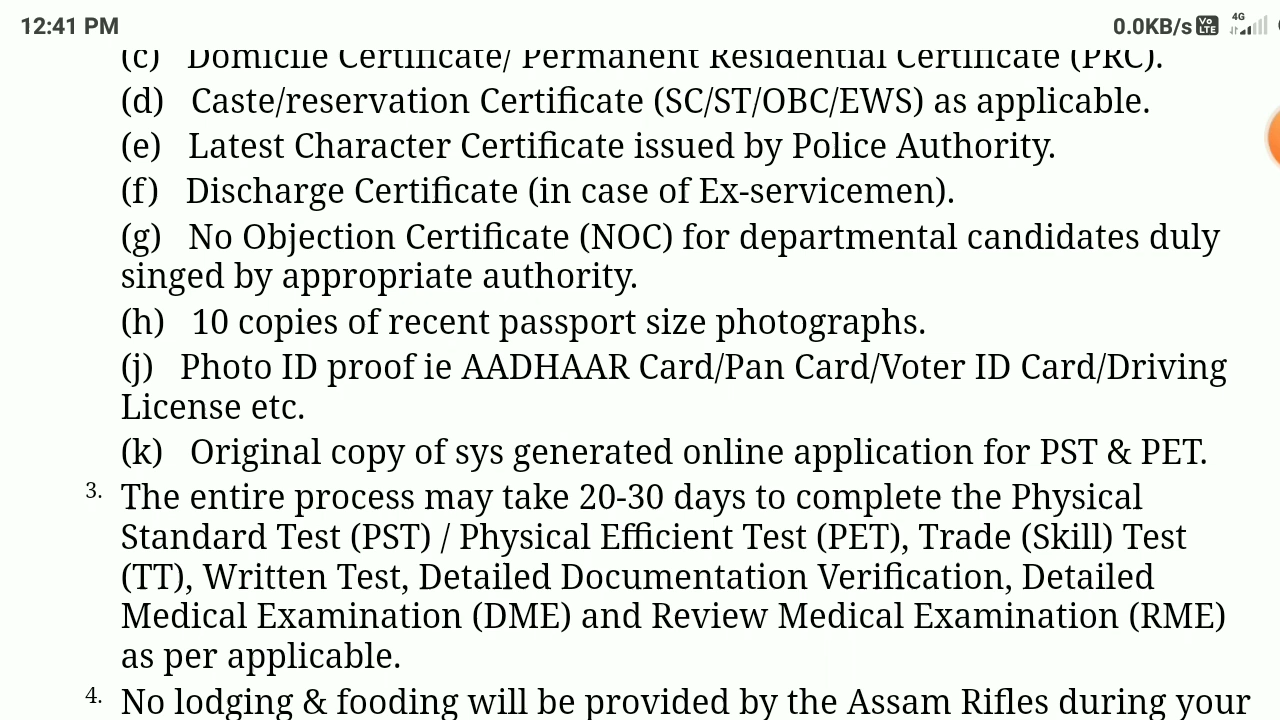 12:41 PM 0.0KB/s Vo LTE 4G
(c) Domicile Certificate/ Permanent Residential Certificate (PRC).
(d) Caste/reservation Certificate (SC/ST/OBC/EWS) as applicable.
(e) Latest Character Certificate issued by Police Authority.
(f) Discharge Certificate (in case of Ex-servicemen).
(g) No Objection Certificate (NOC) for departmental candidates duly
singed by appropriate authority.
(h) 10 copies of recent passport size photographs.
(j) Photo ID proof ie AADHAAR Card/Pan Card/Voter ID Card/Driving
License etc.
(k) Original copy of sys generated online application for PST & PET.
3. The entire process may take 20-30 days to complete the Physical
Standard Test (PST) / Physical Efficient Test (PET), Trade (Skill) Test
(TT), Written Test, Detailed Documentation Verification, Detailed
Medical Examination (DME) and Review Medical Examination (RME)
as per applicable.
4. No lodging & fooding will be provided by the Assam Rifles during your